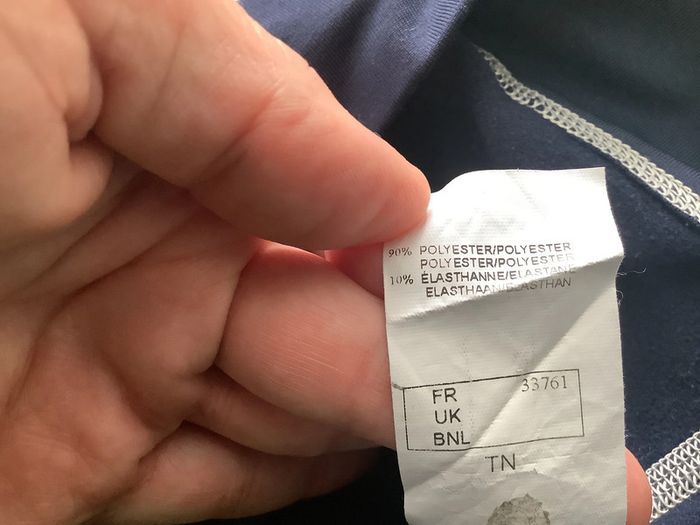 90% POLYESTER/POLYESTER
POLYESTER/POLYESTER
10% ÉLASTHANNE/ELASTANE
ELASTHAAN/ELASTHAN
33761
FR
UK
BNL
TN